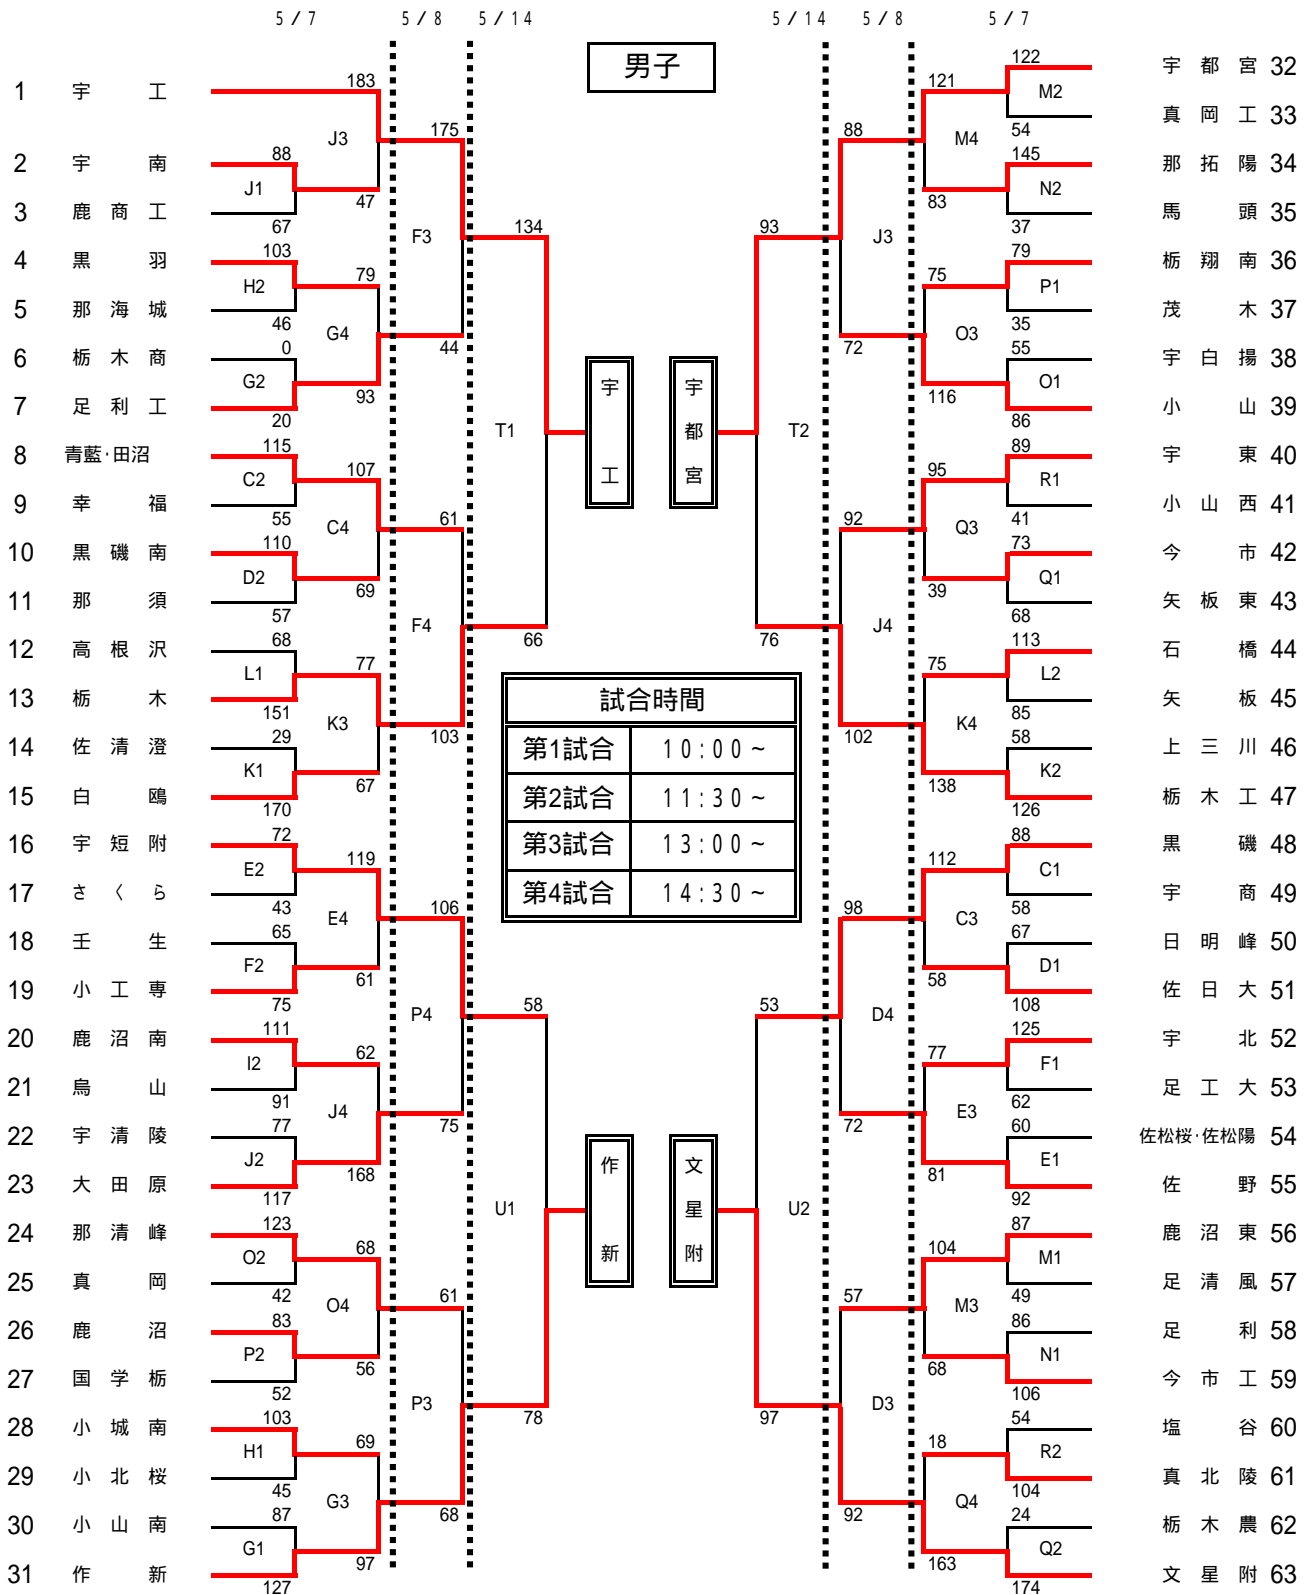 5/7 5/8 5/14 5/14 5/8 5/7
男子
1 宇工
2 宇南
3 鹿商工
4 黒羽
5 那海城
6 栃木商
7 足利工
8 青藍・田沼
9 幸福
10 黒磯南
11 那須
12 高根沢
13 栃木
14 佐清澄
15 白鴎
16 宇短附
17 さくら
18 壬生
19 小工専
20 鹿沼南
21 烏山
22 宇清陵
23 大田原
24 那清峰
25 真岡
26 鹿沼
27 国学栃
28 小城南
29 小北桜
30 小山南
31 作新
183
J3
88
J1
47
67
103
H2
79
46
G4
0
G2
93
20
115
C2
107
55
C4
110
D2
69
57
68
L1
77
151
K3
29
K1
67
170
72
E2
119
43
E4
65
F2
61
75
111
I2
62
91
J4
77
J2
168
117
123
O2
68
42
O4
83
P2
56
52
103
H1
69
45
G3
87
G1
97
127
175
F3
44
61
F4
103
106
P4
75
61
P3
68
134
T1
66
58
U1
78
宇工
宇都宮
作新
文星附
試合時間
第1試合 10:00~
第2試合 11:30~
第3試合 13:00~
第4試合 14:30~
93
T2
76
53
U2
97
88
J3
72
92
J4
102
98
D4
72
57
D3
92
121
M4
83
75
O3
116
95
Q3
39
75
K4
138
112
C3
58
77
E3
81
104
M3
68
18
Q4
163
122
M2
54
145
N2
37
79
P1
35
55
O1
86
89
R1
41
73
Q1
68
113
L2
85
58
K2
126
88
C1
58
67
D1
108
125
F1
62
60
E1
92
87
M1
49
86
N1
106
54
R2
104
24
Q2
174
宇都宮 32
真岡工 33
那拓陽 34
馬頭 35
栃翔南 36
茂木 37
宇白揚 38
小山 39
宇東 40
小山西 41
今市 42
矢板東 43
石橋 44
矢板 45
上三川 46
栃木工 47
黒磯 48
宇商 49
日明峰 50
佐日大 51
宇北 52
足工大 53
佐松桜・佐松陽 54
佐野 55
鹿沼東 56
足清風 57
足利 58
今市工 59
塩谷 60
真北陵 61
栃木農 62
文星附 63